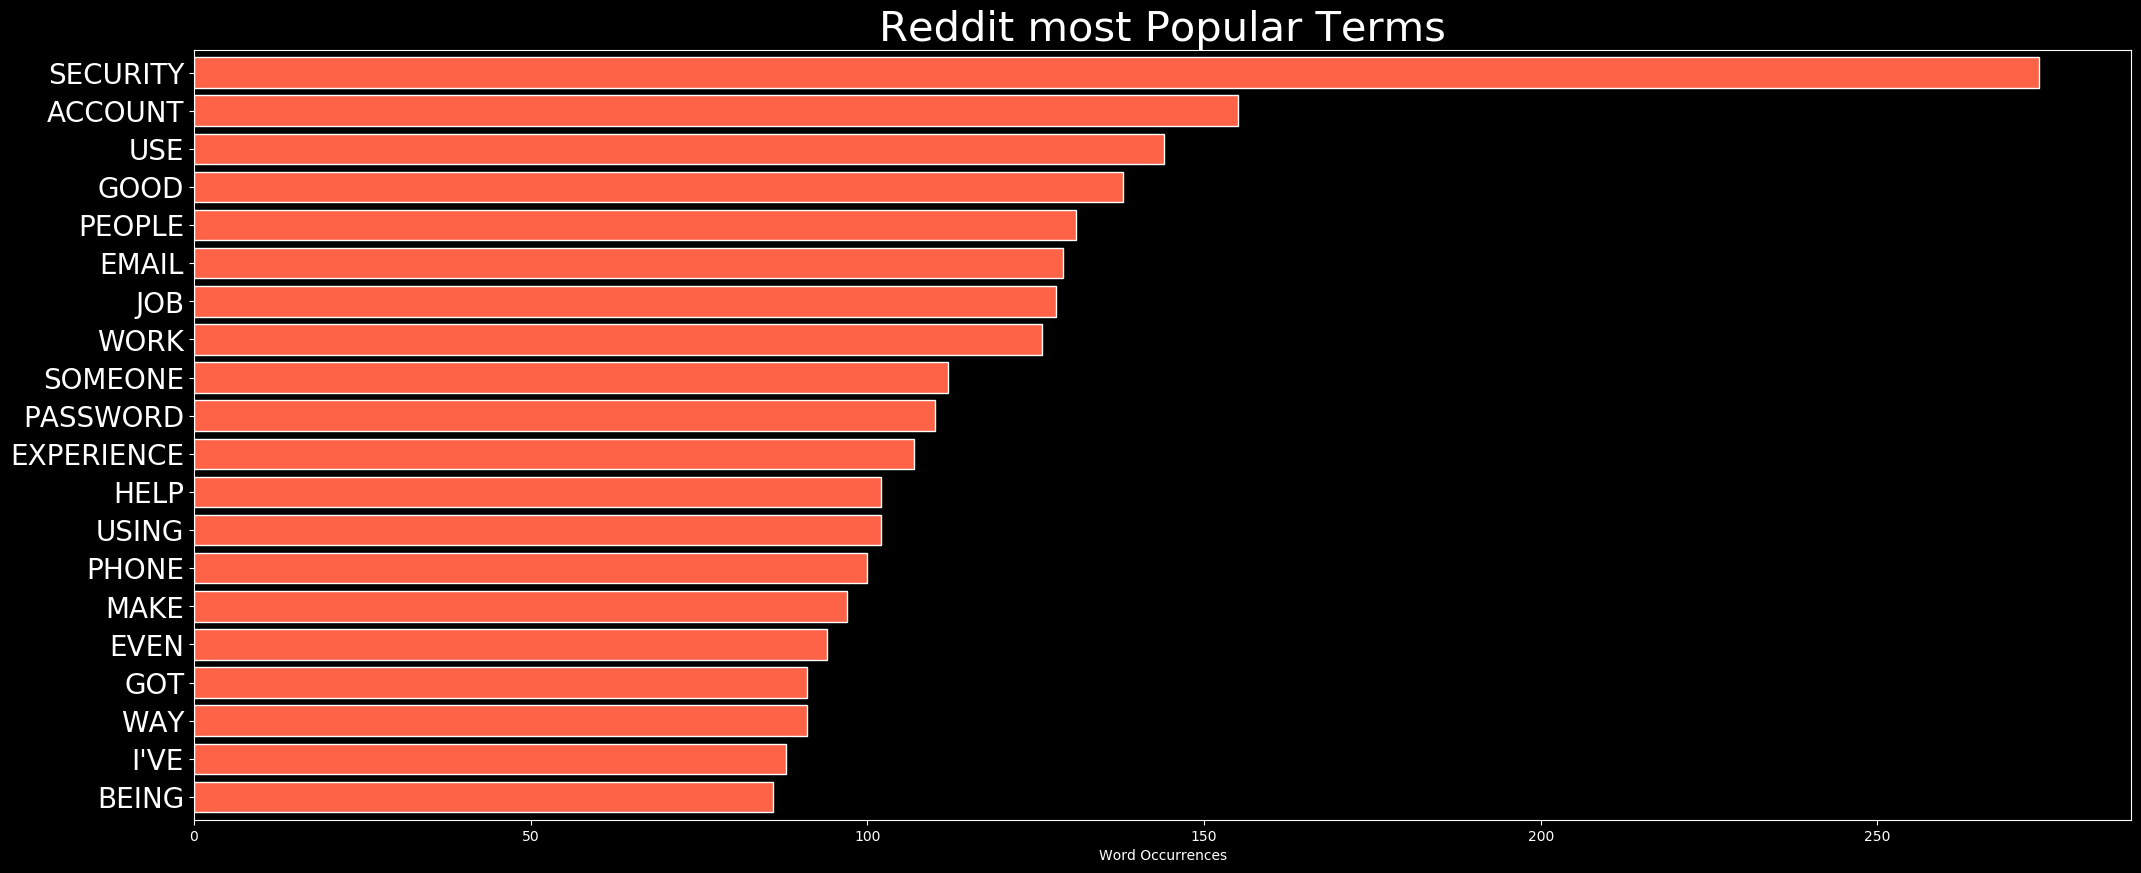 Reddit most Popular Terms
SECURITY
ACCOUNT
USE
GOOD
PEOPLE
EMAIL
JOB
WORK
SOMEONE
PASSWORD
EXPERIENCE
HELP
USING
PHONE
MAKE
EVEN
GOT
WAY
I'VE
BEING
0 50 100 150 200 250
Word Occurrences